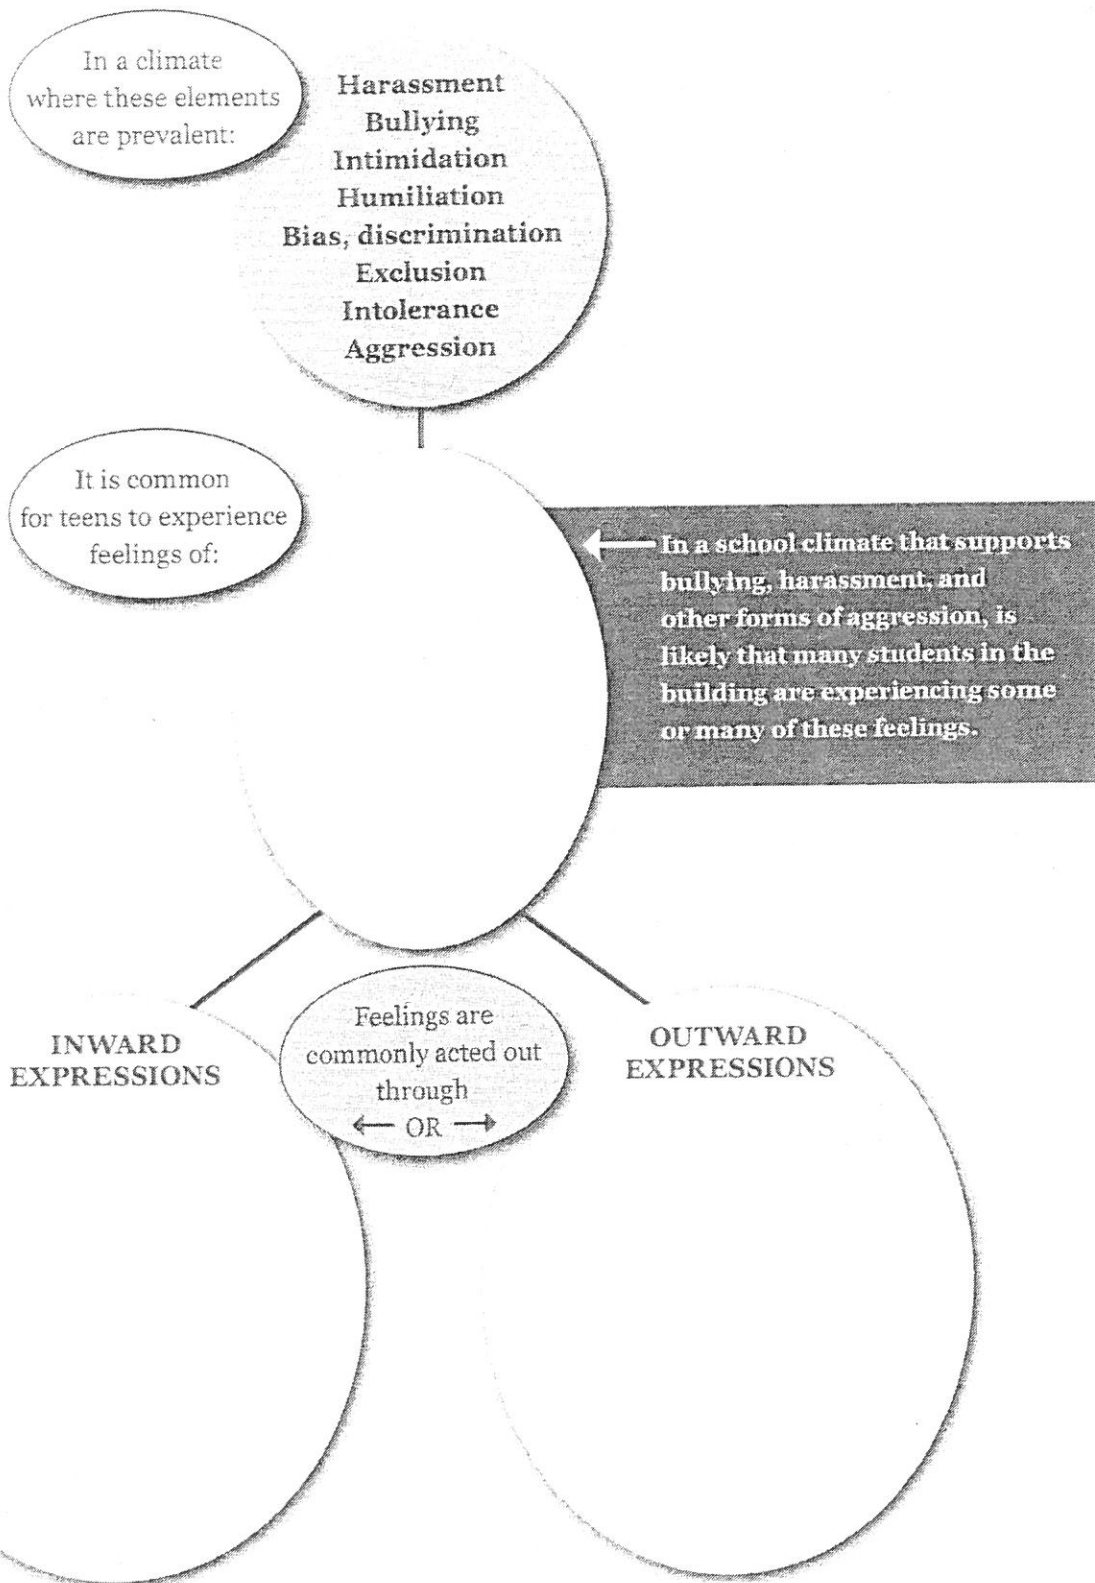 In a climate
where these elements
are prevalent:
Harassment
Bullying
Intimidation
Humiliation
Bias, discrimination
Exclusion
Intolerance
Aggression
It is common
for teens to experience
feelings of:
In a school climate that supports
bullying, harassment, and
other forms of aggression, is
likely that many students in the
building are experiencing some
or many of these feelings.
Feelings are
commonly acted out
through
OR
INWARD
EXPRESSIONS
OUTWARD
EXPRESSIONS